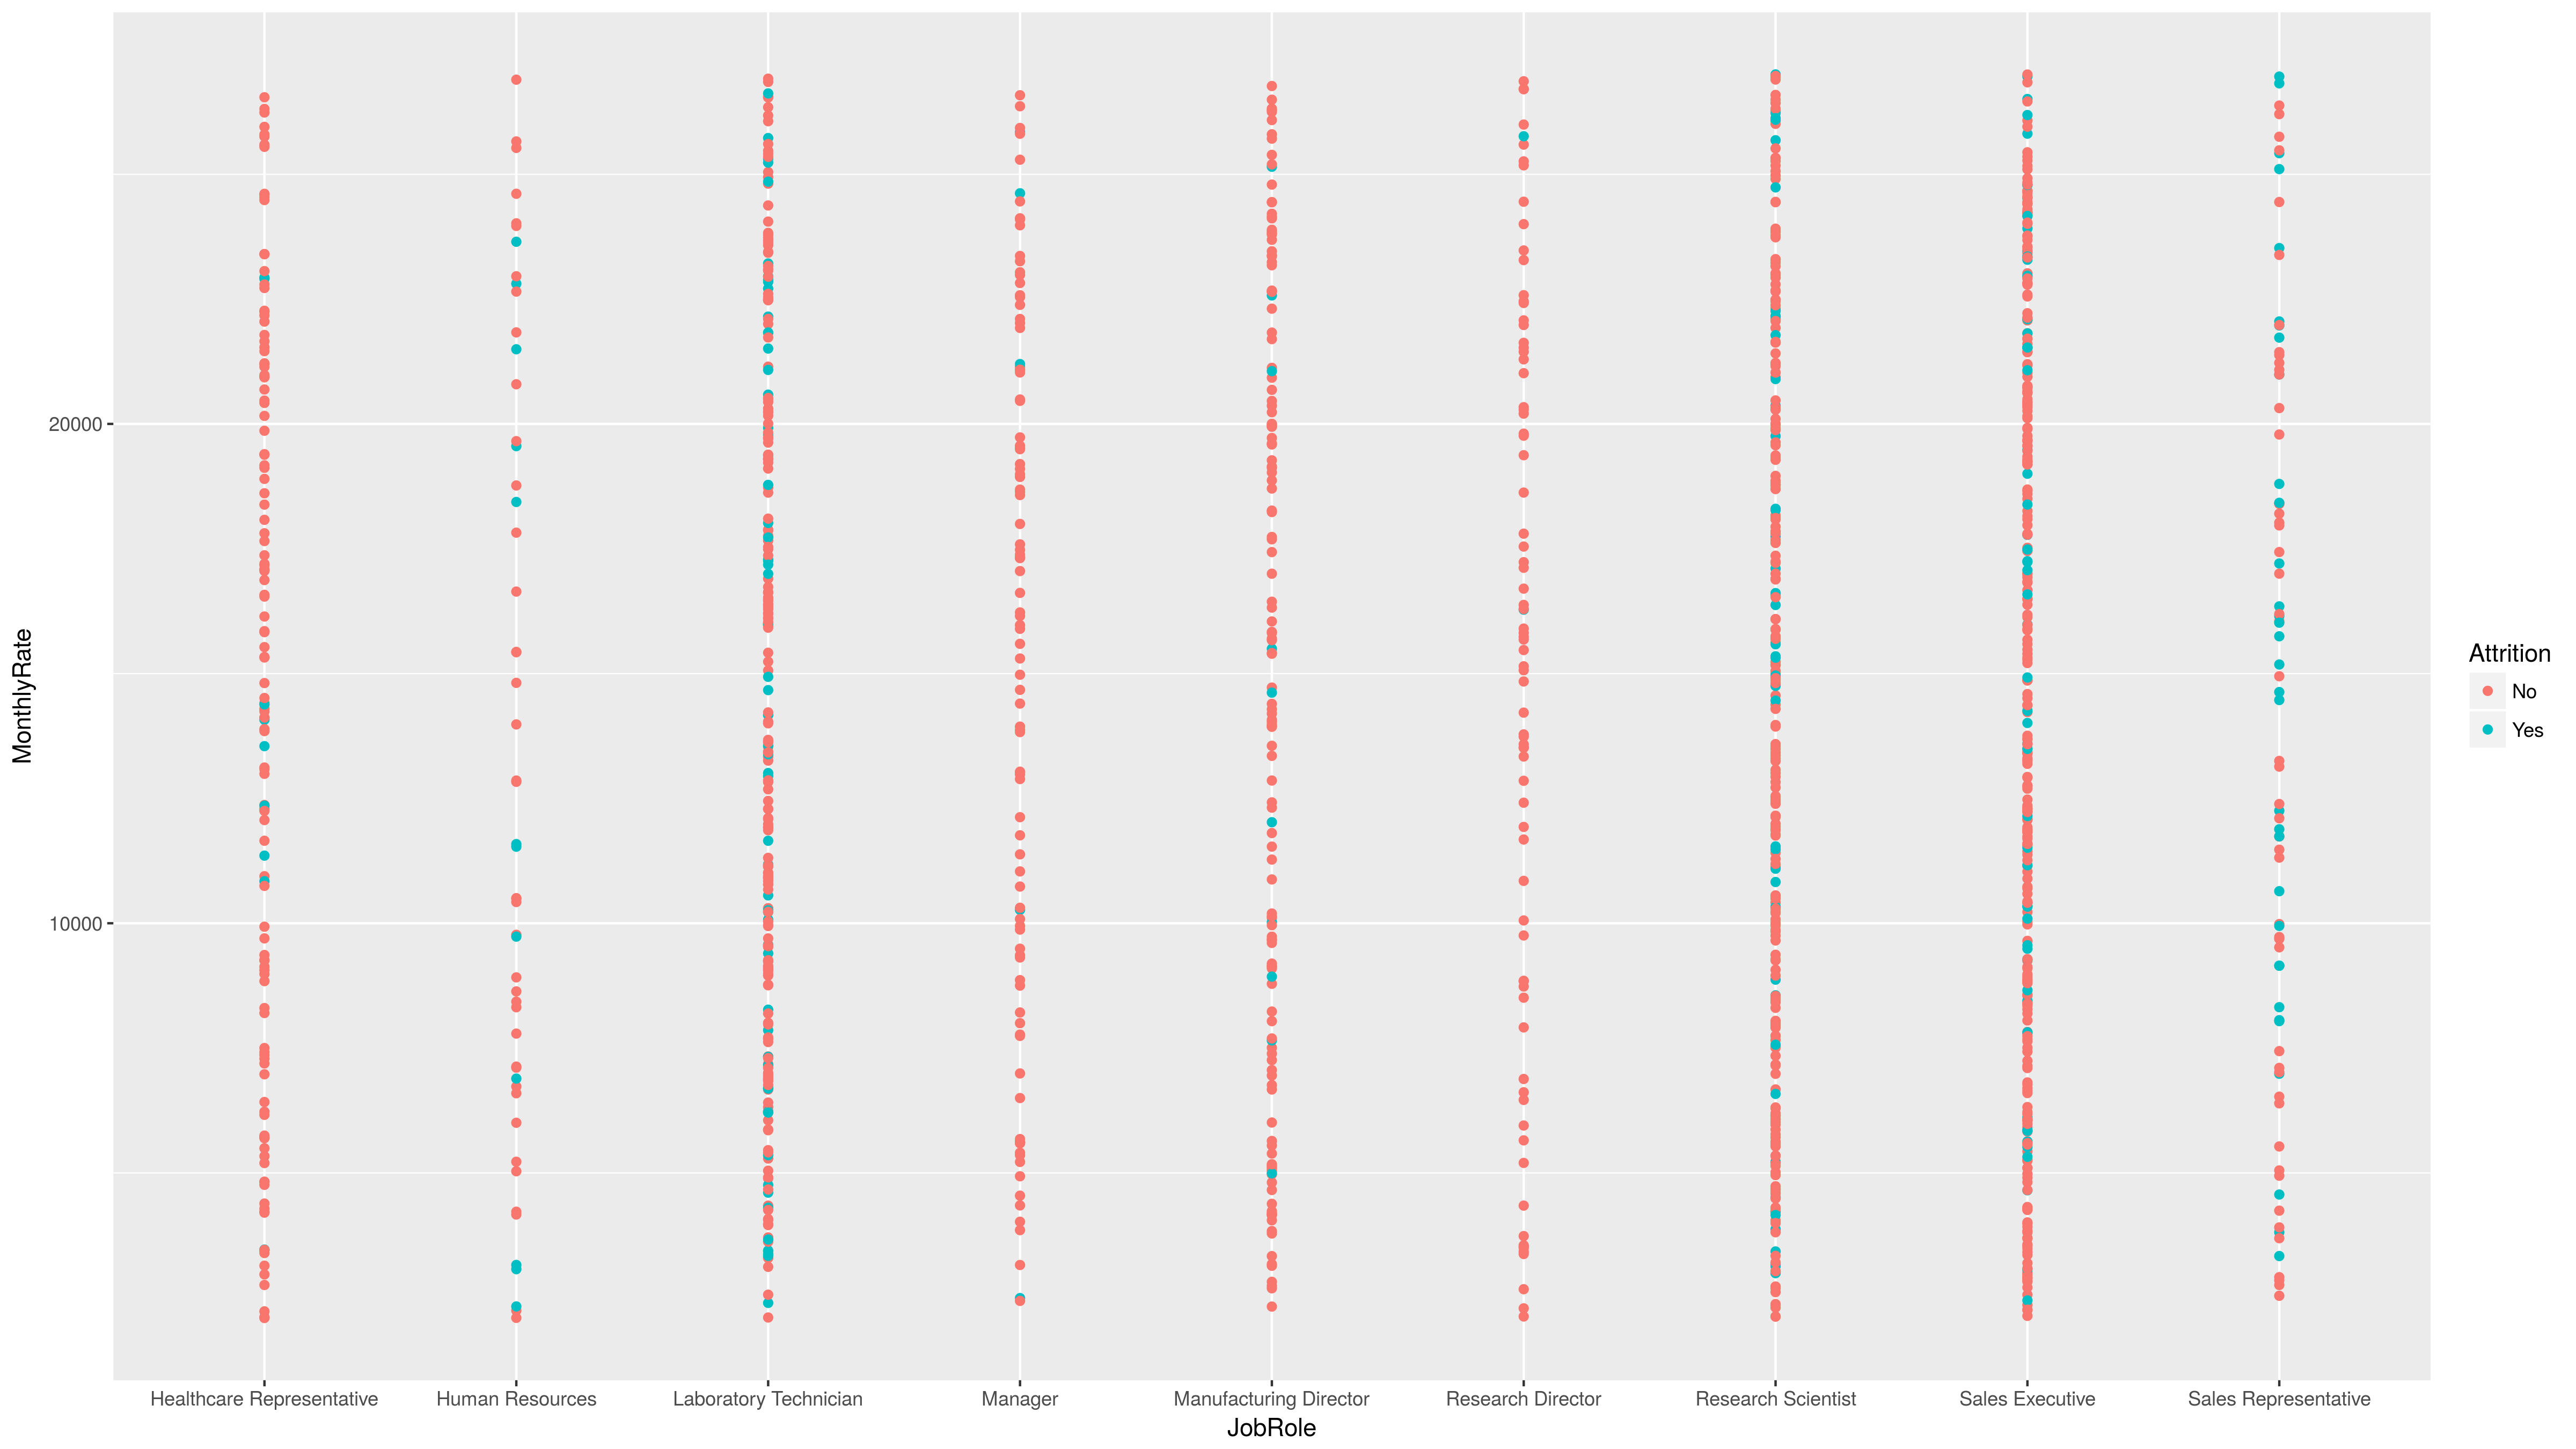 MonthlyRate
20000
10000
Healthcare Representative
Human Resources
Laboratory Technician
Manager
Manufacturing Director
Research Director
Research Scientist
Sales Executive
Sales Representative
JobRole
Attrition
No
Yes